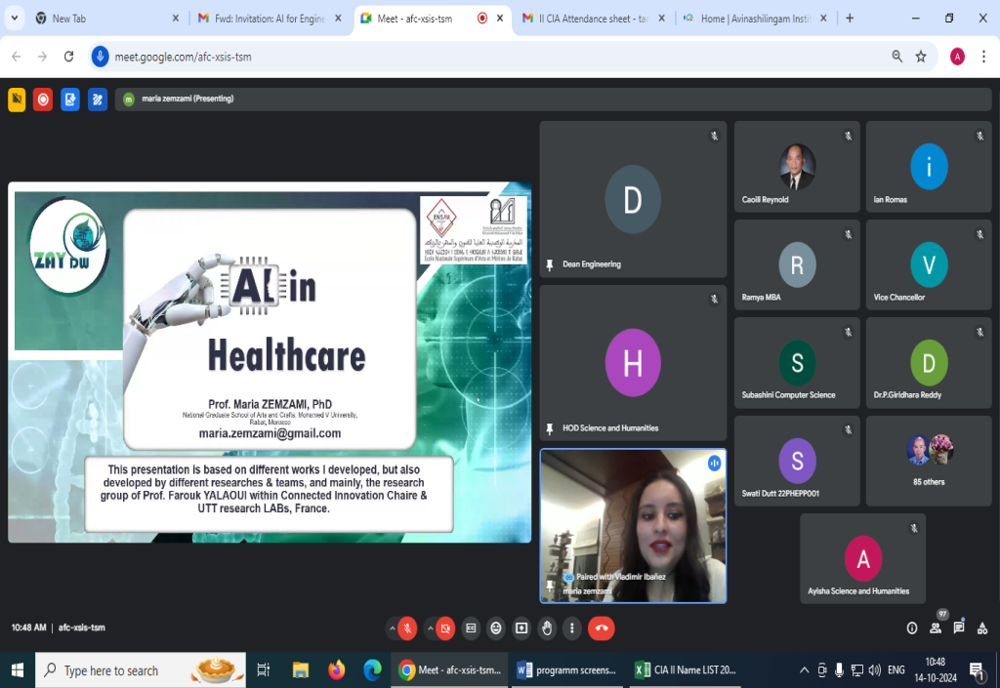 New Tab
Fwd: Invitation: AI for Engine
Meet - afc-xsis-tsm
II CIA Attendance sheet - ta
Home | Avinashilingam Insti
meet.google.com/afc-xsis-tsm
A
m
maria zemzami (Presenting)
ZAY DW
ENSAM
AI in
Healthcare
Prof. Maria ZEMZAMI, PhD
National Graduate School of Arts and Crafts, Mohamed V University,
Rabat, Morocco
maria.zemzami@gmail.com
This presentation is based on different works I developed, but also
developed by different researches & teams, and mainly, the research
group of Prof. Farouk YALAOUI within Connected Innovation Chaire &
UTT research LABs, France.
D
Dean Engineering
Caoili Reynold
i
Ian Romas
R
Ramya MBA
V
Vice Chancellor
H
HOD Science and Humanities
S
Subashini Computer Science
D
Dr.P.Giridhara Reddy
S
Swati Dutt 22PHEPP001
85 others
Paired with Vladimir Ibañez
maria zemzami
A
Ayisha Science and Humanities
10:48 AM | afc-xsis-tsm
97
Type here to search
Meet - afc-xsis-tsm...
programm screens...
CIA II Name LIST 20...
ENG
10:48
14-10-2024
1